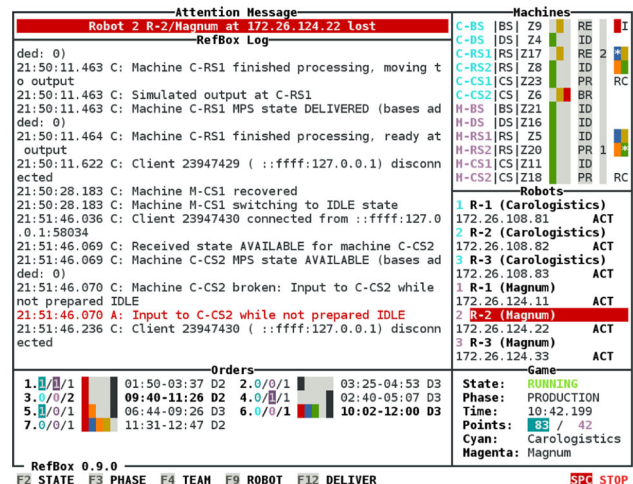 Attention Message
Robot 2 R-2/Magnum at 172.26.124.22 lost
RefBox Log
ded: 0)
21:50:11.463 C: Machine C-RS1 finished processing, moving t
o output
21:50:11.463 C: Simulated output at C-RS1
21:50:11.463 C: Machine C-RS1 MPS state DELIVERED (bases ad
ded: 0)
21:50:11.464 C: Machine C-RS1 finished processing, ready at
output
21:50:11.622 C: Client 23947429 ( ::ffff:127.0.0.1) disconn
ected
21:50:28.183 C: Machine M-CS1 recovered
21:50:28.183 C: Machine M-CS1 switching to IDLE state
21:51:46.036 C: Client 23947430 connected from ::ffff:127.0
.0.1:58034
21:51:46.069 C: Received state AVAILABLE for machine C-CS2
21:51:46.069 C: Machine C-CS2 MPS state AVAILABLE (bases ad
ded: 0)
21:51:46.070 C: Machine C-CS2 broken: Input to C-CS2 while
not prepared IDLE
21:51:46.070 A: Input to C-CS2 while not prepared IDLE
21:51:46.236 C: Client 23947430 ( ::ffff:127.0.0.1) disconn
ected
Machines
C-BS |BS| Z9 RE I
C-DS |DS| Z4 ID
C-RS1|RS|Z17 RE 2 *
C-RS2|RS| Z8 ID
C-CS1|CS|Z23 PR RC
C-CS2|CS| Z6 BR
M-BS |BS|Z21 ID
M-DS |DS|Z16 ID
M-RS1|RS| Z5 ID
M-RS2|RS|Z20 PR 1 *
M-CS1|CS|Z11 ID
M-CS2|CS|Z18 PR RC
Robots
1 R-1 (Carologistics)
172.26.108.81 ACT
2 R-2 (Carologistics)
172.26.108.82 ACT
3 R-3 (Carologistics)
172.26.108.83 ACT
1 R-1 (Magnum)
172.26.124.11 ACT
2 R-2 (Magnum)
172.26.124.22 ACT
3 R-3 (Magnum)
172.26.124.33 ACT
Orders
1.1/1/1 01:50-03:37 D2 2.0/0/1 03:25-04:53 D3
3.0/0/2 09:40-11:26 D2 4.0/1/1 02:40-05:07 D3
5.1/0/1 06:44-09:26 D3 6.0/0/1 10:02-12:00 D3
7.0/0/1 11:31-12:47 D2
Game
State: RUNNING
Phase: PRODUCTION
Time: 10:42.199
Points: 83 / 42
Cyan: Carologistics
Magenta: Magnum
RefBox 0.9.0
F2 STATE F3 PHASE F4 TEAM F9 ROBOT F12 DELIVER SPC STOP